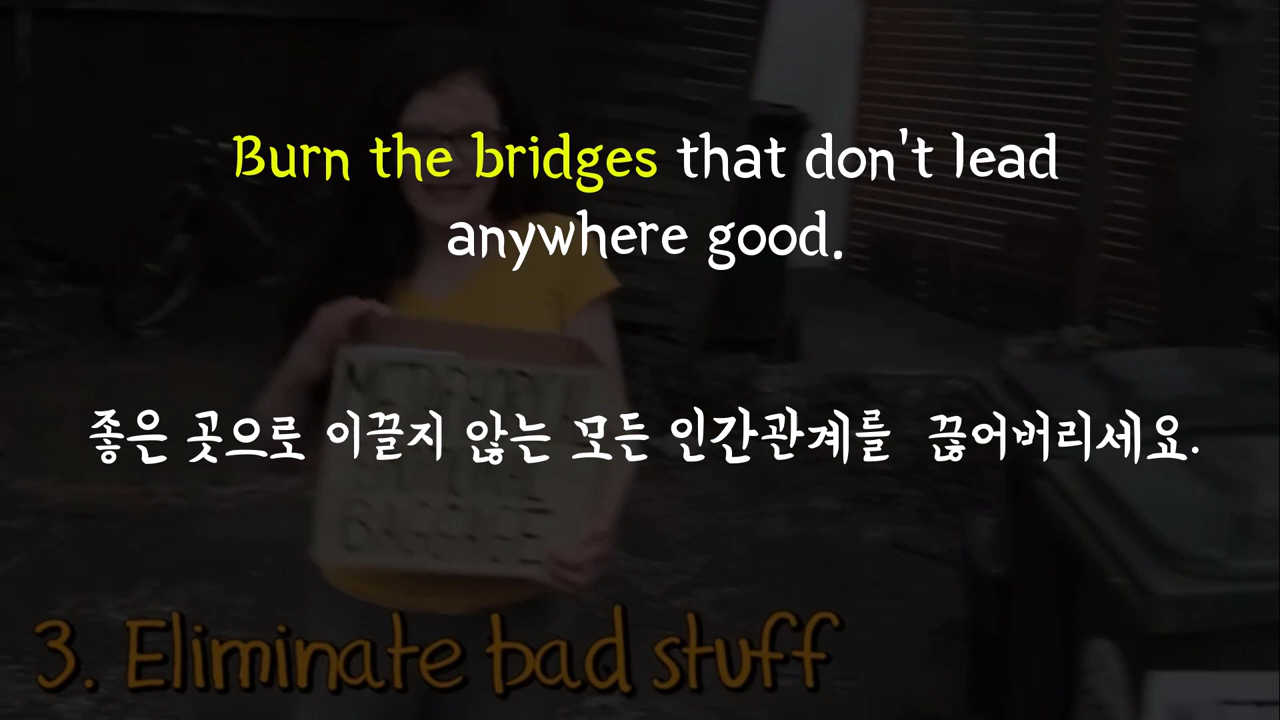 Burn the bridges that don't lead
anywhere good.
좋은 곳으로 이끌지 않는 모든 인간관계를 끊어버리세요.
BAGGAGE
3. Eliminate bad stuff